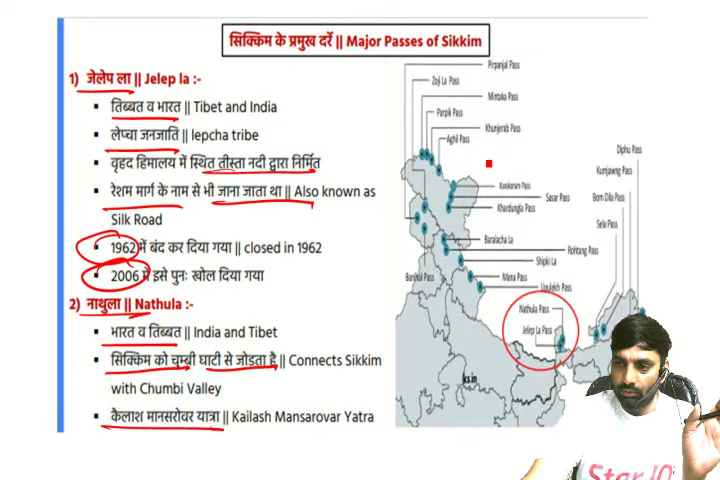 सिक्किम के प्रमुख दर्रे || Major Passes of Sikkim
1) जेलेप ला || Jelep la :-
▪ तिब्बत व भारत || Tibet and India
▪ लेप्चा जनजाति || lepcha tribe
▪ वृहद हिमालय में स्थित तीस्ता नदी द्वारा निर्मित
▪ रेशम मार्ग के नाम से भी जाना जाता था || Also known as
Silk Road
▪ 1962 में बंद कर दिया गया || closed in 1962
▪ 2006 में इसे पुनः खोल दिया गया
2) नाथुला || Nathula :-
▪ भारत व तिब्बत || India and Tibet
▪ सिक्किम को चुम्बी घाटी से जोड़ता है || Connects Sikkim
with Chumbi Valley
▪ कैलाश मानसरोवर यात्रा || Kailash Mansarovar Yatra
Pirpanjal Pass
Zoji La Pass
Mintaka Pass
Parpik Pass
Khunjerab Pass
Aghil Pass
Diphu Pass
Kumjawng Pass
Karakoram Pass
Sasar Pass
Bom Dila Pass
Khardungla Pass
Sela Pass
Baralacha La
Rohtang Pass
Shipki La
Banihal Pass
Mana Pass
Lipulekh Pass
Nathula Pass
Jelep La Pass
ks.in